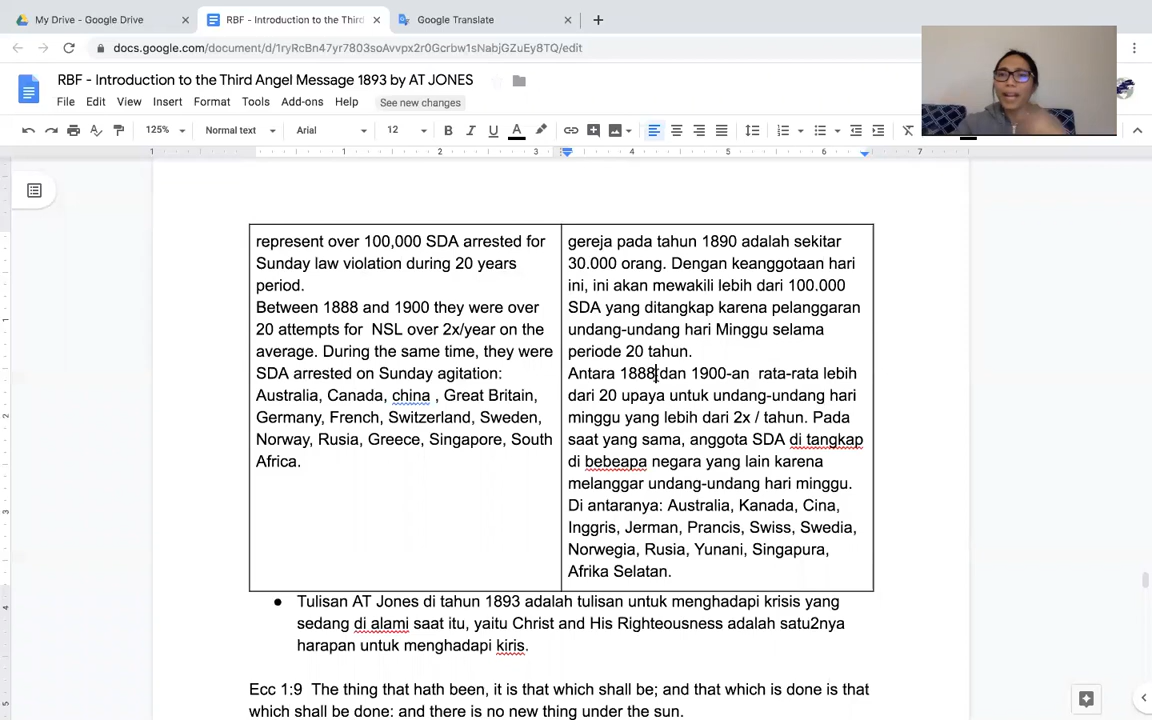 My Drive - Google Drive
RBF - Introduction to the Third
Google Translate
docs.google.com/document/d/1ryRcBn47yr7803soAvvpx2r0Gcrbw1sNabjGZuEy8TQ/edit
RBF - Introduction to the Third Angel Message 1893 by AT JONES
File Edit View Insert Format Tools Add-ons Help See new changes
125% Normal text Arial 12 B I U A
1 1 2 3 4 5 6 7
represent over 100,000 SDA arrested for
Sunday law violation during 20 years
period.
Between 1888 and 1900 they were over
20 attempts for NSL over 2x/year on the
average. During the same time, they were
SDA arrested on Sunday agitation:
Australia, Canada, china , Great Britain,
Germany, French, Switzerland, Sweden,
Norway, Rusia, Greece, Singapore, South
Africa.
gereja pada tahun 1890 adalah sekitar
30.000 orang. Dengan keanggotaan hari
ini, ini akan mewakili lebih dari 100.000
SDA yang ditangkap karena pelanggaran
undang-undang hari Minggu selama
periode 20 tahun.
Antara 1888 dan 1900-an rata-rata lebih
dari 20 upaya untuk undang-undang hari
minggu yang lebih dari 2x / tahun. Pada
saat yang sama, anggota SDA di tangkap
di bebeapa negara yang lain karena
melanggar undang-undang hari minggu.
Di antaranya: Australia, Kanada, Cina,
Inggris, Jerman, Prancis, Swiss, Swedia,
Norwegia, Rusia, Yunani, Singapura,
Afrika Selatan.
● Tulisan AT Jones di tahun 1893 adalah tulisan untuk menghadapi krisis yang
sedang di alami saat itu, yaitu Christ and His Righteousness adalah satu2nya
harapan untuk menghadapi kiris.
Ecc 1:9 The thing that hath been, it is that which shall be; and that which is done is that
which shall be done: and there is no new thing under the sun.